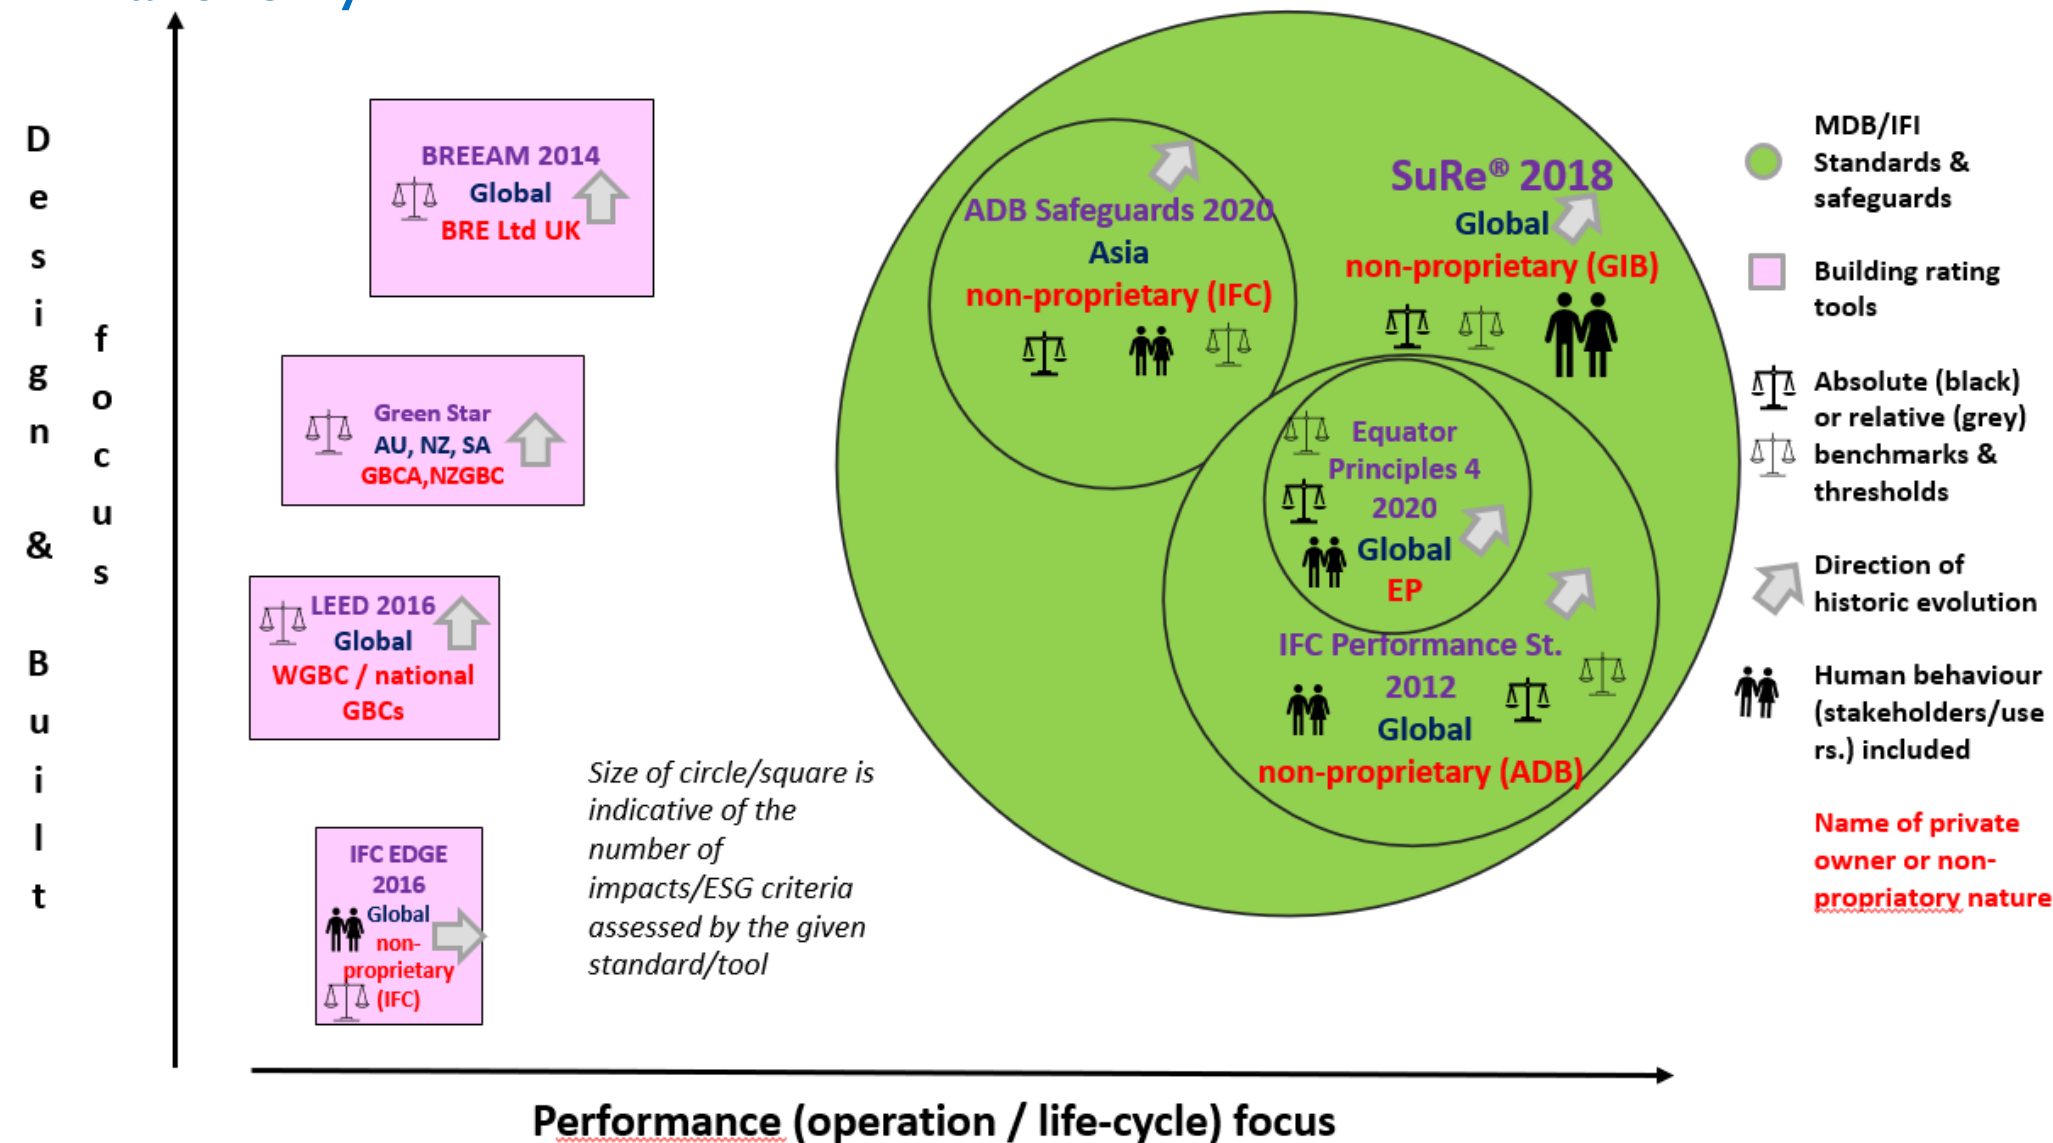 Design & Built
focus
BREEAM 2014
Global
BRE Ltd UK
Green Star
AU, NZ, SA
GBCA,NZGBC
LEED 2016
Global
WGBC / national
GBCs
IFC EDGE
2016
Global
non-
proprietary
(IFC)
Size of circle/square is
indicative of the
number of
impacts/ESG criteria
assessed by the given
standard/tool
ADB Safeguards 2020
Asia
non-proprietary (IFC)
SuRe® 2018
Global
non-proprietary (GIB)
Equator
Principles 4
2020
Global
EP
IFC Performance St.
2012
Global
non-proprietary (ADB)
MDB/IFI
Standards &
safeguards
Building rating
tools
Absolute (black)
or relative (grey)
benchmarks &
thresholds
Direction of
historic evolution
Human behaviour
(stakeholders/use
rs.) included
Name of private
owner or non-
propriatory nature
Performance (operation / life-cycle) focus